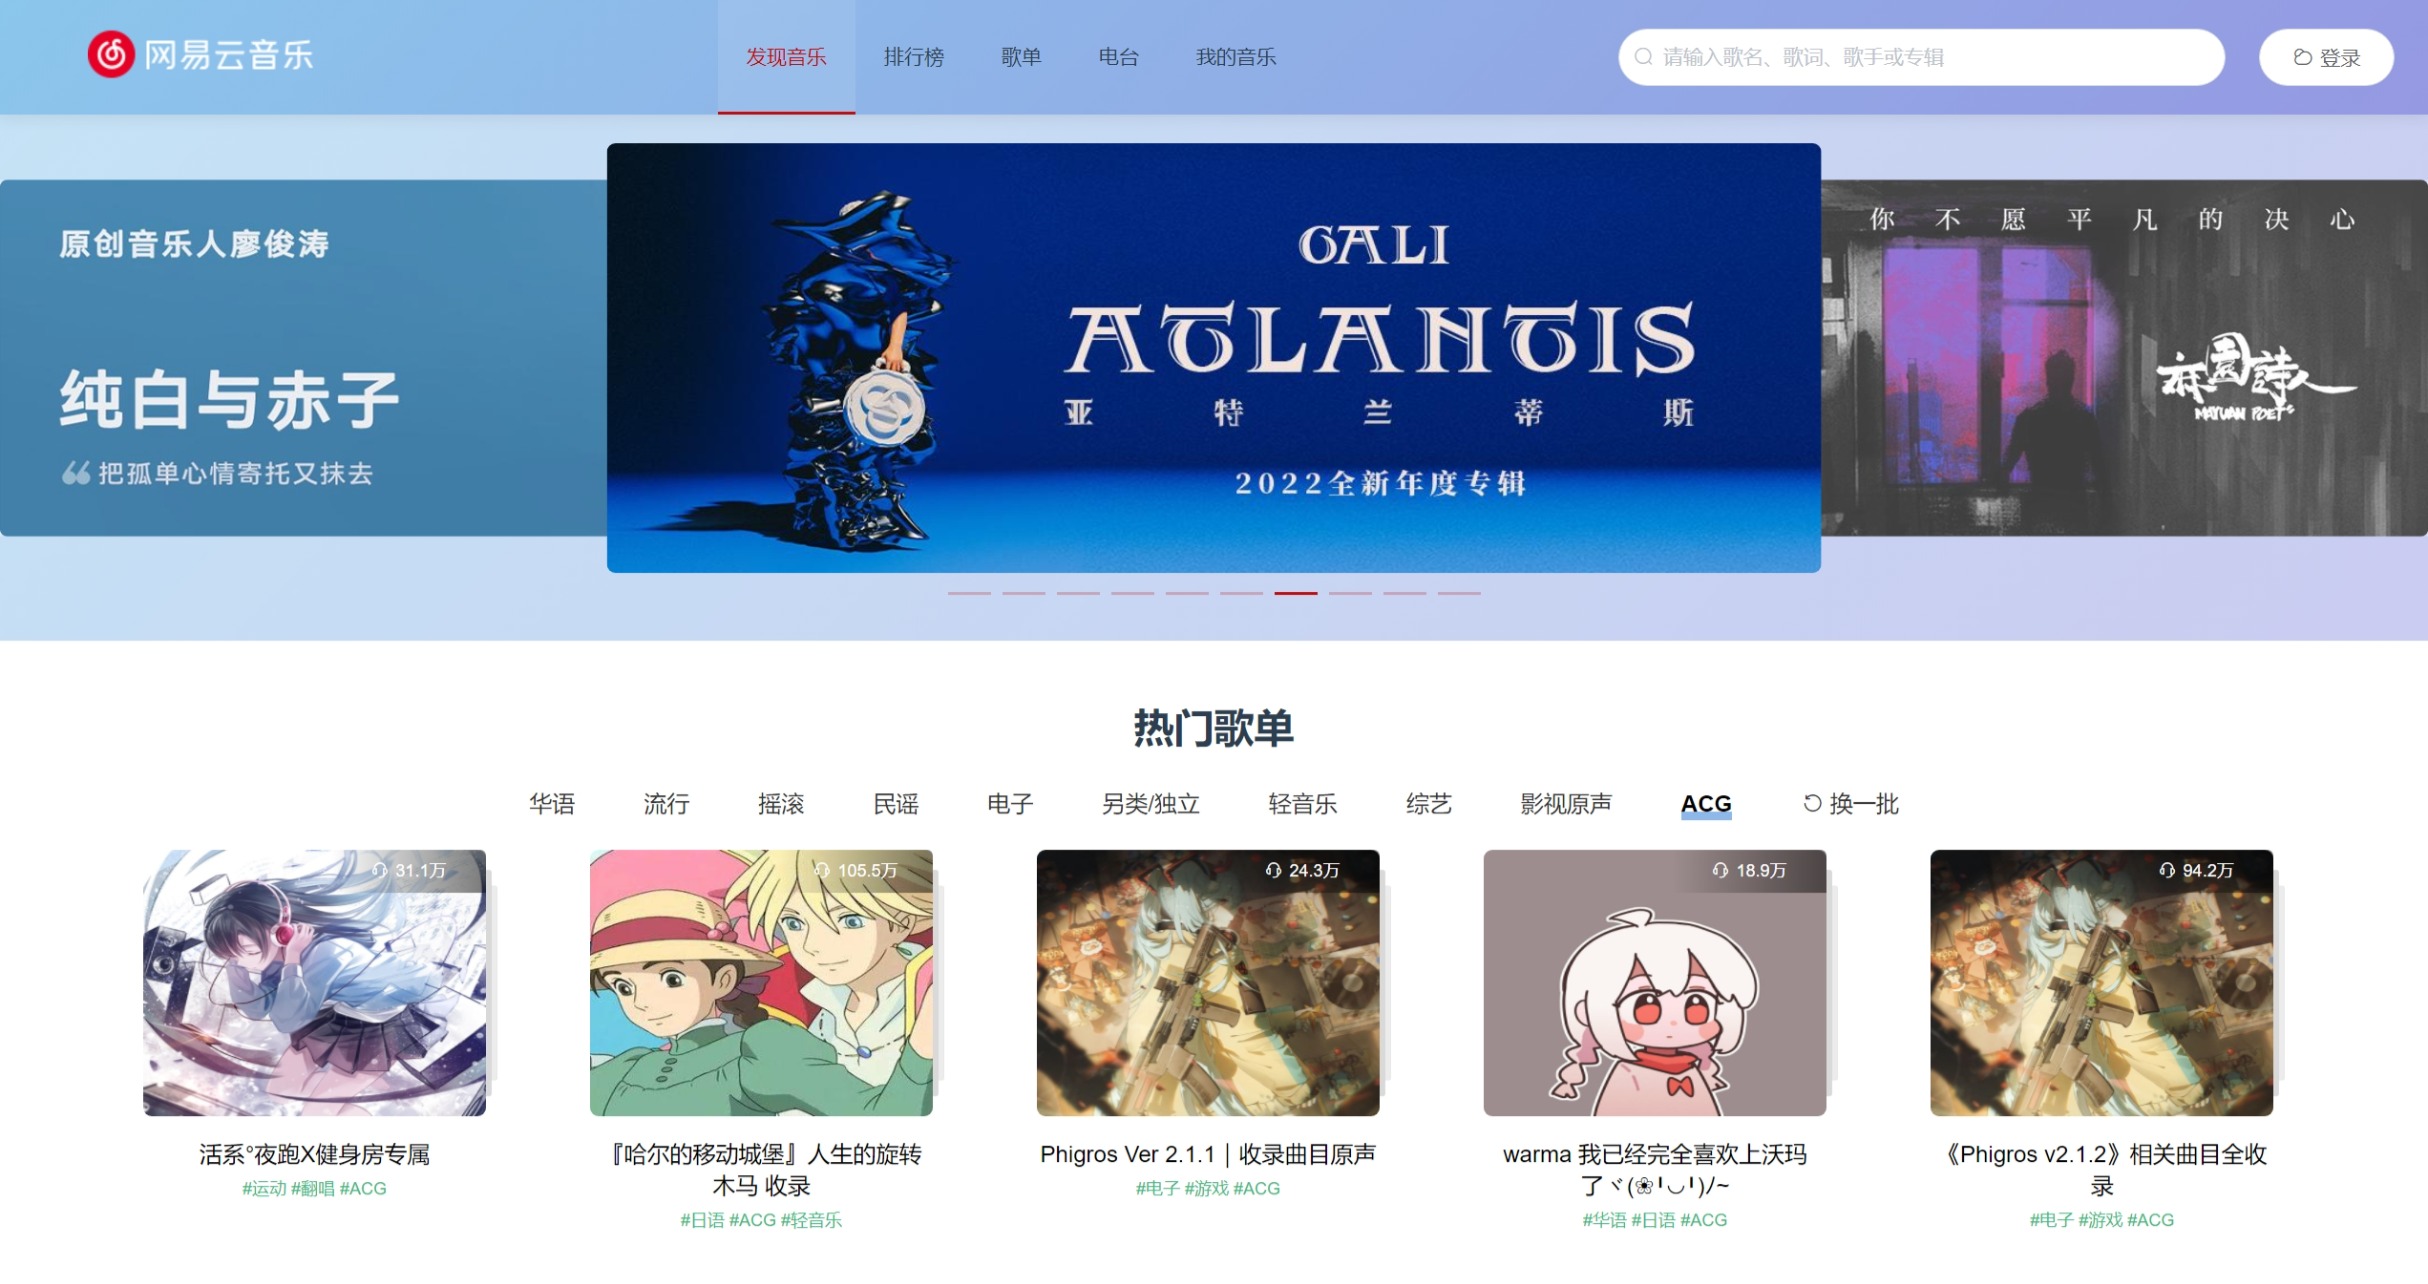 网易云音乐
发现音乐
排行榜
歌单
电台
我的音乐
请输入歌名、歌词、歌手或专辑
登录
原创音乐人廖俊涛
纯白与赤子
把孤单心情寄托又抹去
GALI
ATLANTIS
亚特兰蒂斯
2022全新年度专辑
你不愿平凡的决心
麻園詩人
MAYUAN POETS
热门歌单
华语
流行
摇滚
民谣
电子
另类/独立
轻音乐
综艺
影视原声
ACG
换一批
31.1万
105.5万
24.3万
18.9万
94.2万
活系°夜跑X健身房专属
#运动 #翻唱 #ACG
『哈尔的移动城堡』人生的旋转
木马 收录
#日语 #ACG #轻音乐
Phigros Ver 2.1.1｜收录曲目原声
#电子 #游戏 #ACG
warma 我已经完全喜欢上沃玛
了ヾ(❀╹◡╹)ﾉ~
#华语 #日语 #ACG
《Phigros v2.1.2》相关曲目全收
录
#电子 #游戏 #ACG